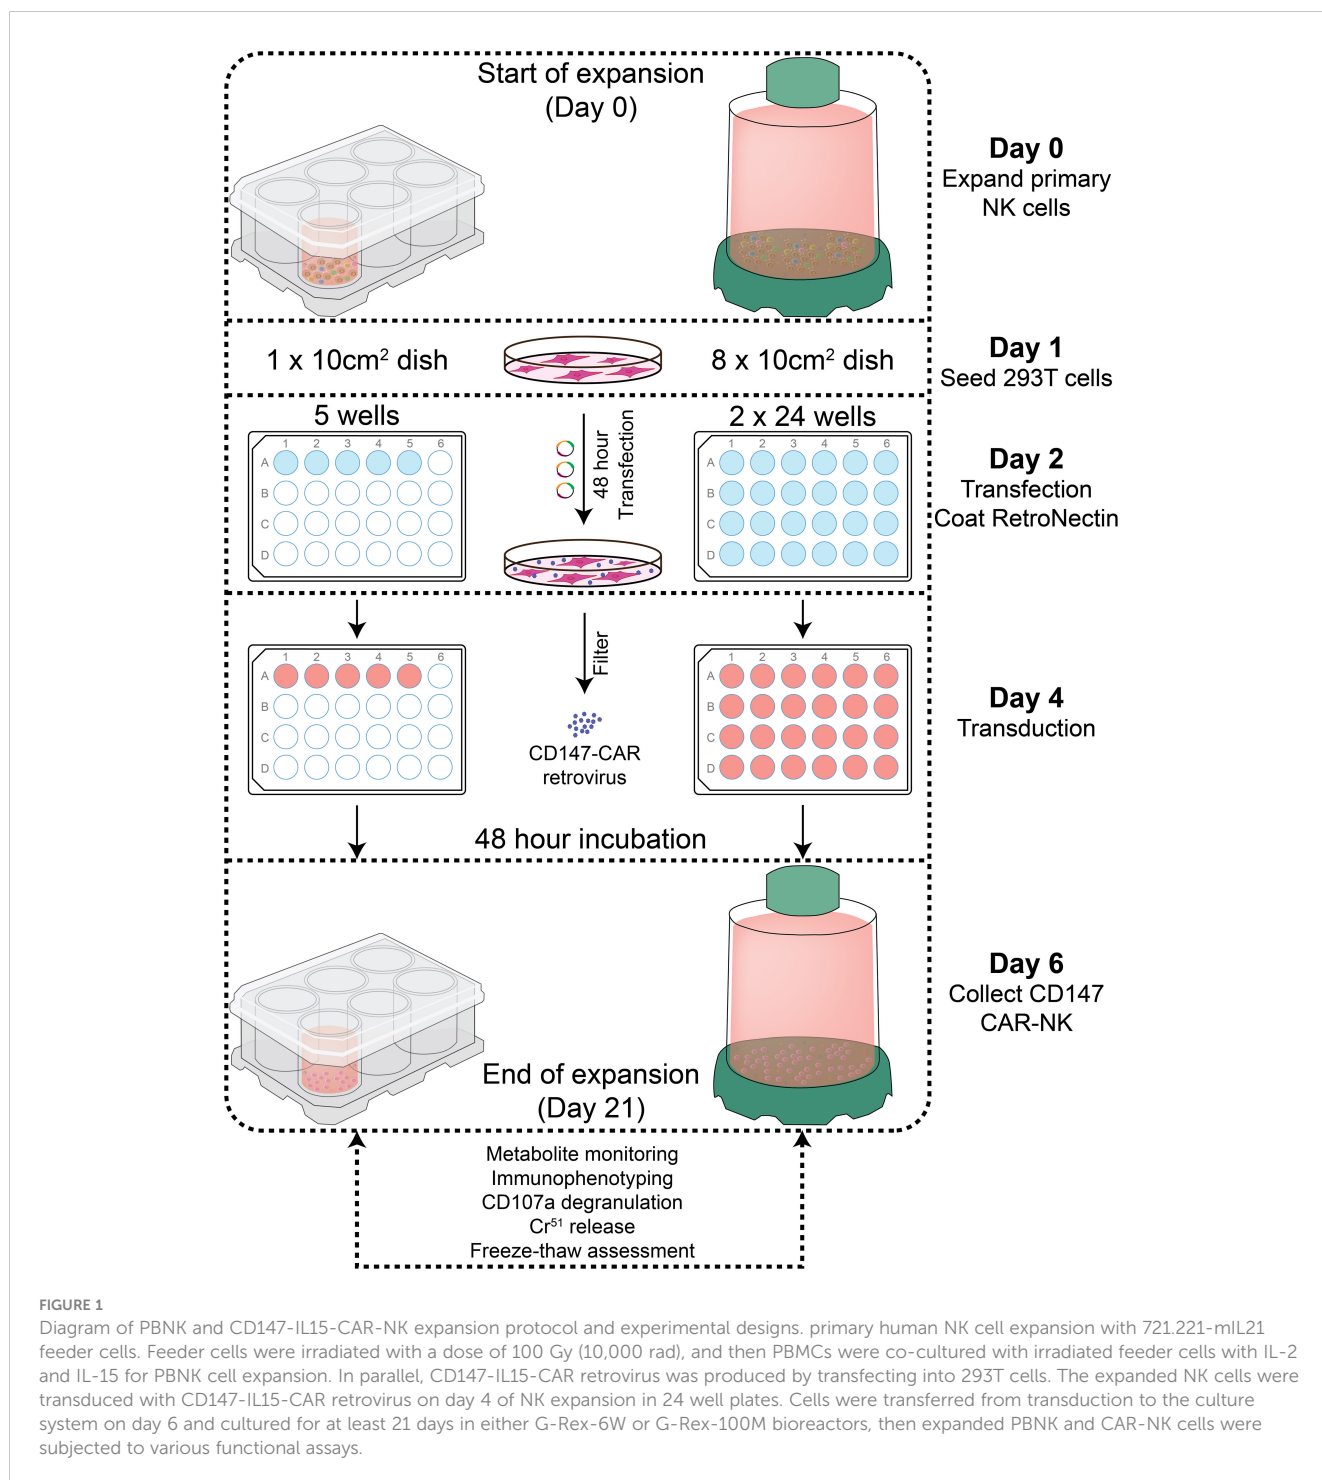 Start of expansion
(Day 0)
Day 0
Expand primary
NK cells
1 x 10cm² dish
8 x 10cm² dish
Day 1
Seed 293T cells
5 wells
1 2 3 4 5 6
A
B
C
D
48 hour
Transfection
2 x 24 wells
1 2 3 4 5 6
A
B
C
D
Day 2
Transfection
Coat RetroNectin
1 2 3 4 5 6
A
B
C
D
Filter
CD147-CAR
retrovirus
1 2 3 4 5 6
A
B
C
D
Day 4
Transduction
48 hour incubation
Day 6
Collect CD147
CAR-NK
End of expansion
(Day 21)
Metabolite monitoring
Immunophenotyping
CD107a degranulation
Cr⁵¹ release
Freeze-thaw assessment
FIGURE 1
Diagram of PBNK and CD147-IL15-CAR-NK expansion protocol and experimental designs. primary human NK cell expansion with 721.221-mIL21
feeder cells. Feeder cells were irradiated with a dose of 100 Gy (10,000 rad), and then PBMCs were co-cultured with irradiated feeder cells with IL-2
and IL-15 for PBNK cell expansion. In parallel, CD147-IL15-CAR retrovirus was produced by transfecting into 293T cells. The expanded NK cells were
transduced with CD147-IL15-CAR retrovirus on day 4 of NK expansion in 24 well plates. Cells were transferred from transduction to the culture
system on day 6 and cultured for at least 21 days in either G-Rex-6W or G-Rex-100M bioreactors, then expanded PBNK and CAR-NK cells were
subjected to various functional assays.